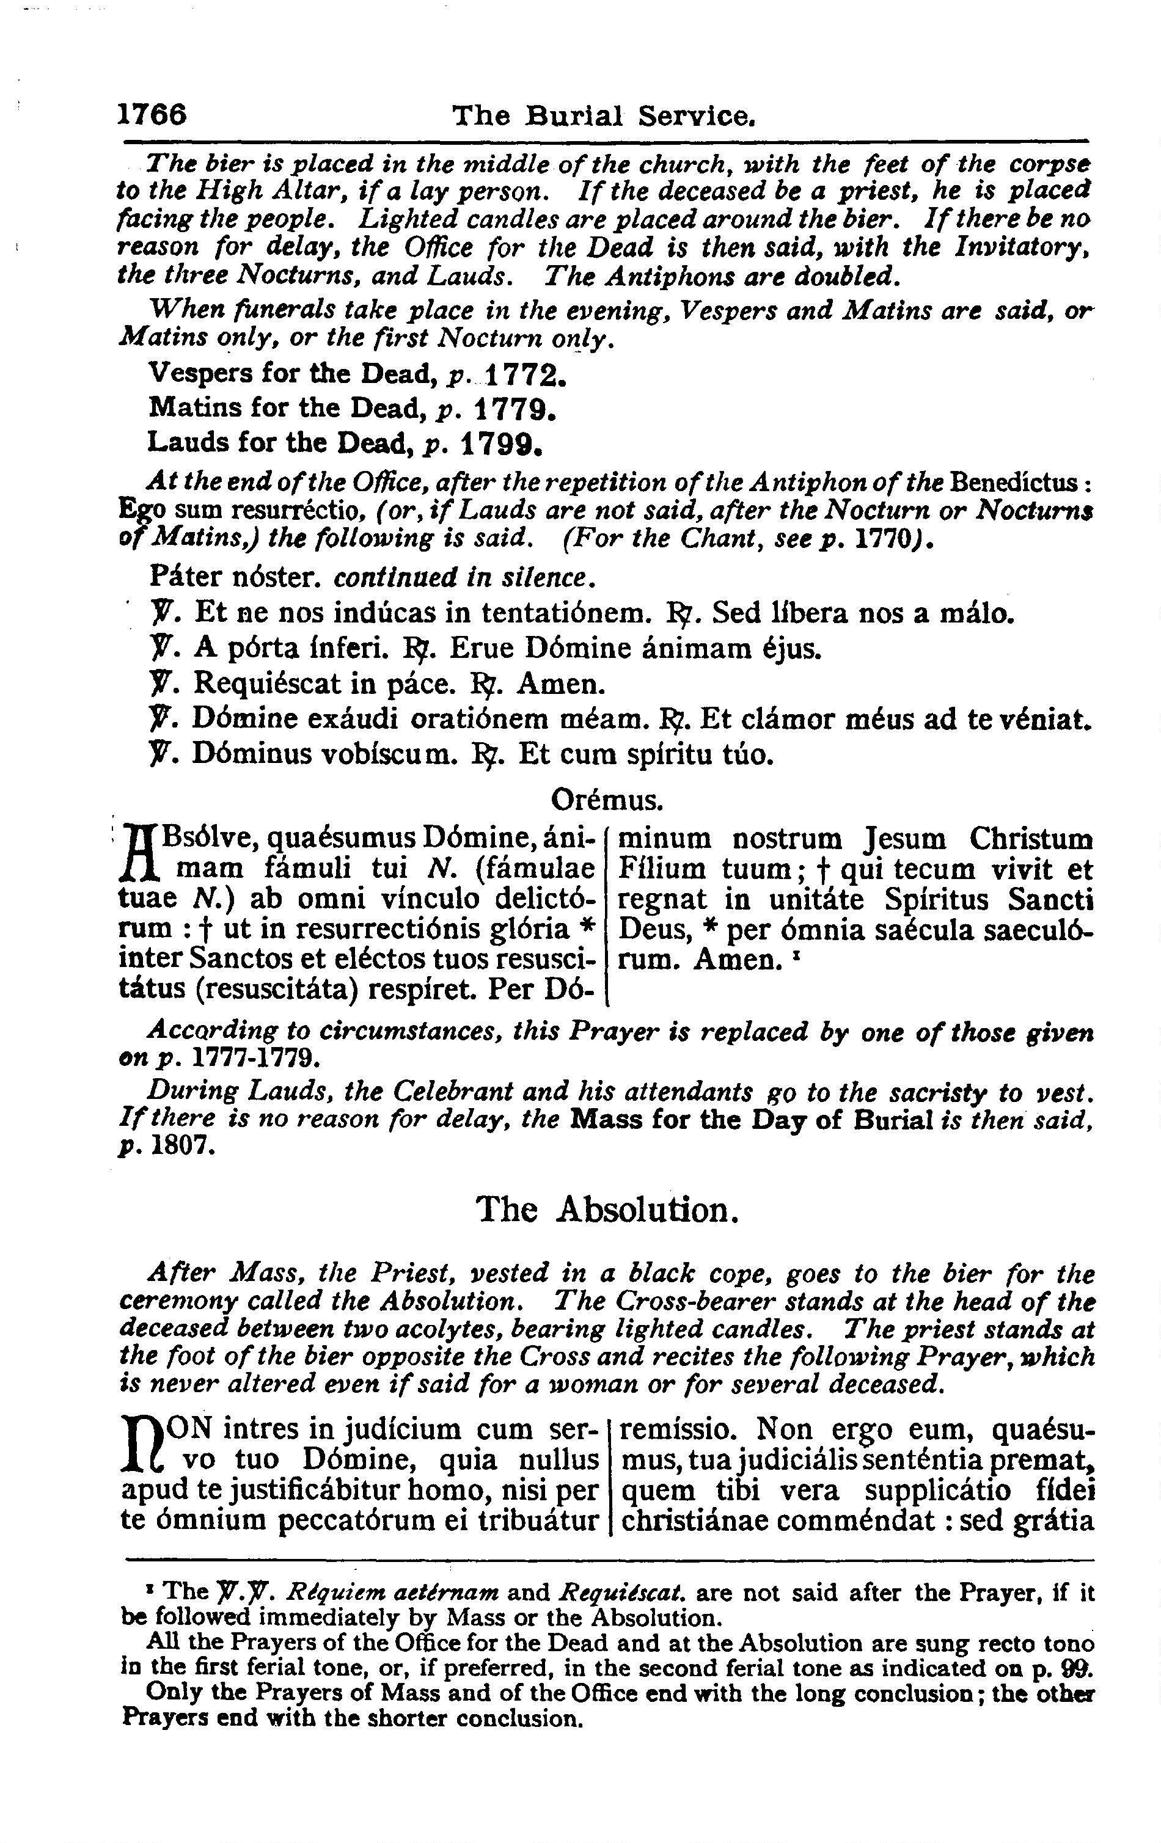 1766 The Burial Service.
The bier is placed in the middle of the church, with the feet of the corpse
to the High Altar, if a lay person. If the deceased be a priest, he is placed
facing the people. Lighted candles are placed around the bier. If there be no
reason for delay, the Office for the Dead is then said, with the Invitatory,
the three Nocturns, and Lauds. The Antiphons are doubled.
When funerals take place in the evening, Vespers and Matins are said, or
Matins only, or the first Nocturn only.
Vespers for the Dead, p. 1772.
Matins for the Dead, p. 1779.
Lauds for the Dead, p. 1799.
At the end of the Office, after the repetition of the Antiphon of the Benedíctus :
Ego sum resurréctio, (or, if Lauds are not said, after the Nocturn or Nocturns
of Matins,) the following is said. (For the Chant, see p. 1770).
Páter nóster. continued in silence.
℣. Et ne nos indúcas in tentatiónem. ℟. Sed líbera nos a málo.
℣. A pórta ínferi. ℟. Erue Dómine ánimam éjus.
℣. Requiéscat in páce. ℟. Amen.
℣. Dómine exáudi oratiónem méam. ℟. Et clámor méus ad te véniat.
℣. Dóminus vobíscum. ℟. Et cum spíritu túo.
Orémus.
ABsólve, quaésumus Dómine, áni-
mam fámuli tui N. (fámulae
tuae N.) ab omni vínculo delictó-
rum : † ut in resurrectiónis glória *
inter Sanctos et eléctos tuos resusci-
tátus (resuscitáta) respíret. Per Dó-
minum nostrum Jesum Christum
Fílium tuum ; † qui tecum vivit et
regnat in unitáte Spíritus Sancti
Deus, * per ómnia saécula saeculó-
rum. Amen. ¹
According to circumstances, this Prayer is replaced by one of those given
on p. 1777-1779.
During Lauds, the Celebrant and his attendants go to the sacristy to vest.
If there is no reason for delay, the Mass for the Day of Burial is then said,
p. 1807.
The Absolution.
After Mass, the Priest, vested in a black cope, goes to the bier for the
ceremony called the Absolution. The Cross-bearer stands at the head of the
deceased between two acolytes, bearing lighted candles. The priest stands at
the foot of the bier opposite the Cross and recites the following Prayer, which
is never altered even if said for a woman or for several deceased.
NON intres in judícium cum ser-
vo tuo Dómine, quia nullus
apud te justificábitur homo, nisi per
te ómnium peccatórum ei tribuátur
remíssio. Non ergo eum, quaésu-
mus, tua judiciális senténtia premat,
quem tibi vera supplicátio fídei
christiánae comméndat : sed grátia
¹ The ℣.℣. Réquiem aetérnam and Requiéscat. are not said after the Prayer, if it
be followed immediately by Mass or the Absolution.
All the Prayers of the Office for the Dead and at the Absolution are sung recto tono
in the first ferial tone, or, if preferred, in the second ferial tone as indicated on p. 99.
Only the Prayers of Mass and of the Office end with the long conclusion ; the other
Prayers end with the shorter conclusion.